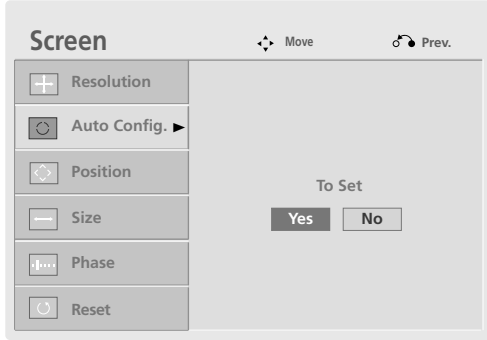 Screen
Move
Prev.
Resolution
Auto Config.
Position
Size
Phase
Reset
To Set
Yes No